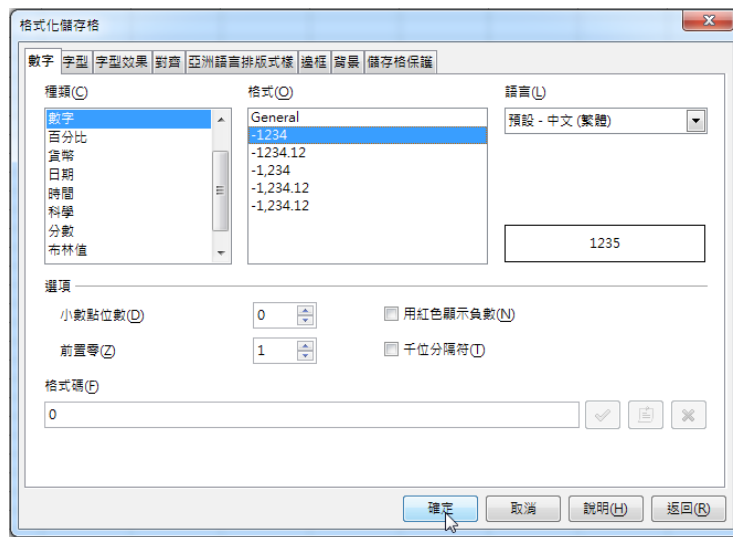 格式化儲存格
數字 字型 字型效果 對齊 亞洲語言排版式樣 邊框 背景 儲存格保護
種類(C) 格式(O) 語言(L)
數字
百分比
貨幣
日期
時間
科學
分數
布林值
General
-1234
-1234.12
-1,234
-1,234.12
-1,234.12
預設 - 中文 (繁體)
1235
選項
小數點位數(D) 0 用紅色顯示負數(N)
前置零(Z) 1 千位分隔符(T)
格式碼(F)
0
確定 取消 說明(H) 返回(R)